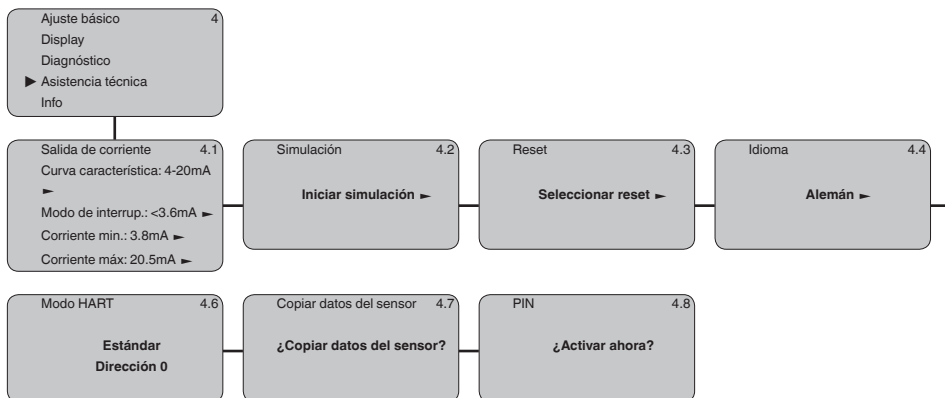 Ajuste básico 4
Display
Diagnóstico
▶ Asistencia técnica
Info
Salida de corriente 4.1
Curva característica: 4-20mA
►
Modo de interrup.: <3.6mA ►
Corriente min.: 3.8mA ►
Corriente máx: 20.5mA ►
Simulación 4.2
Iniciar simulación ►
Reset 4.3
Seleccionar reset ►
Idioma 4.4
Alemán ►
Modo HART 4.6
Estándar
Dirección 0
Copiar datos del sensor 4.7
¿Copiar datos del sensor?
PIN 4.8
¿Activar ahora?